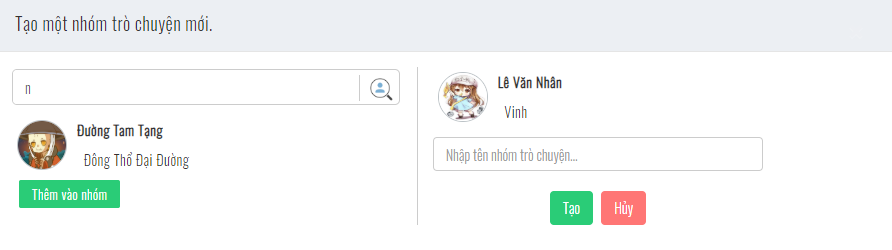 Tạo một nhóm trò chuyện mới.
n
Đường Tam Tạng
Đông Thổ Đại Đường
Thêm vào nhóm
Lê Văn Nhân
Vinh
Nhập tên nhóm trò chuyện...
Tạo
Hủy